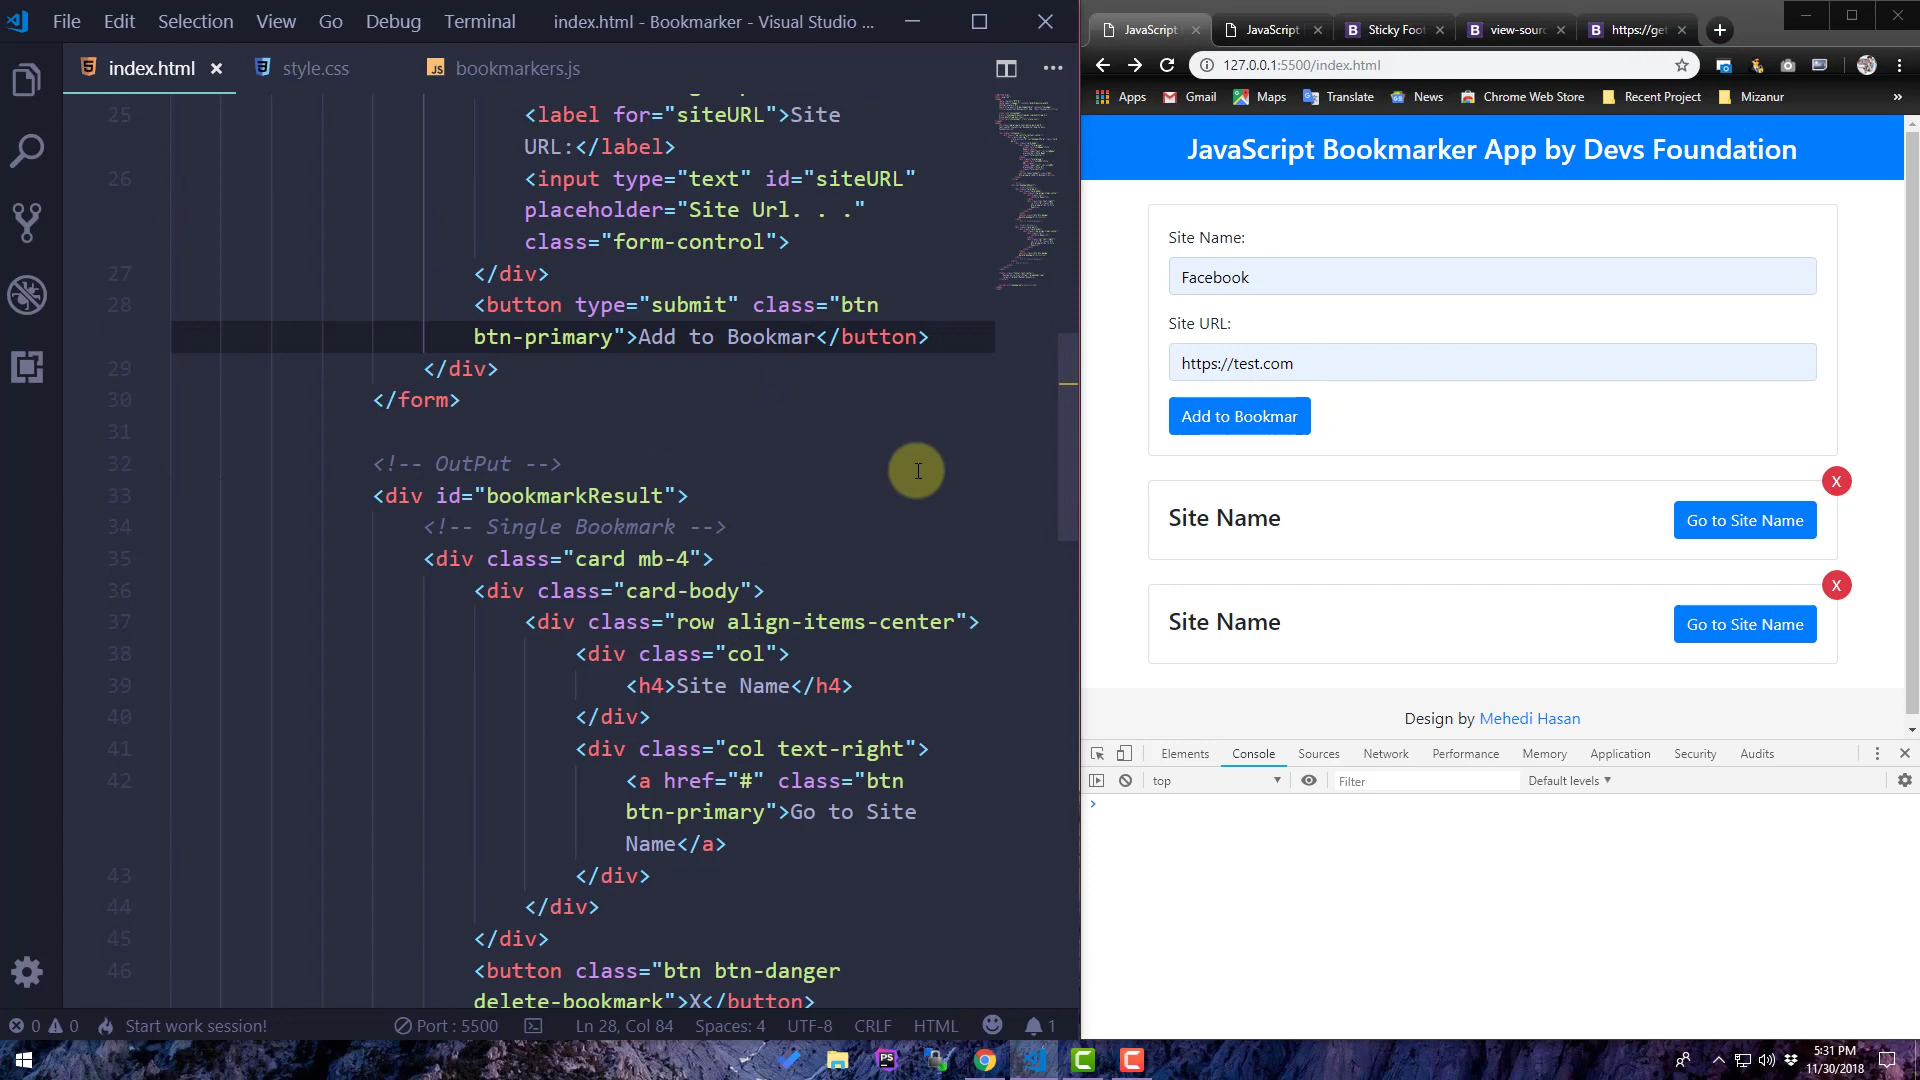 File Edit Selection View Go Debug Terminal index.html - Bookmarker - Visual Studio ...
index.html style.css bookmarkers.js
25 <label for="siteURL">Site
URL:</label>
26 <input type="text" id="siteURL"
placeholder="Site Url. . ."
class="form-control">
27 </div>
28 <button type="submit" class="btn
btn-primary">Add to Bookmar</button>
29 </div>
30 </form>
31
32 <!-- OutPut -->
33 <div id="bookmarkResult">
34 <!-- Single Bookmark -->
35 <div class="card mb-4">
36 <div class="card-body">
37 <div class="row align-items-center">
38 <div class="col">
39 <h4>Site Name</h4>
40 </div>
41 <div class="col text-right">
42 <a href="#" class="btn
btn-primary">Go to Site
Name</a>
43 </div>
44 </div>
45 </div>
46 <button class="btn btn-danger
delete-bookmark">X</button>
0 0 Start work session! Port : 5500 Ln 28, Col 84 Spaces: 4 UTF-8 CRLF HTML 1
JavaScript JavaScript Sticky Foot view-sourc https://get
127.0.0.1:5500/index.html
Apps Gmail Maps Translate News Chrome Web Store Recent Project Mizanur »
JavaScript Bookmarker App by Devs Foundation
Site Name:
Facebook
Site URL:
https://test.com
Add to Bookmar
X
Site Name Go to Site Name
X
Site Name Go to Site Name
Design by Mehedi Hasan
Elements Console Sources Network Performance Memory Application Security Audits
top Filter Default levels
5:31 PM
11/30/2018